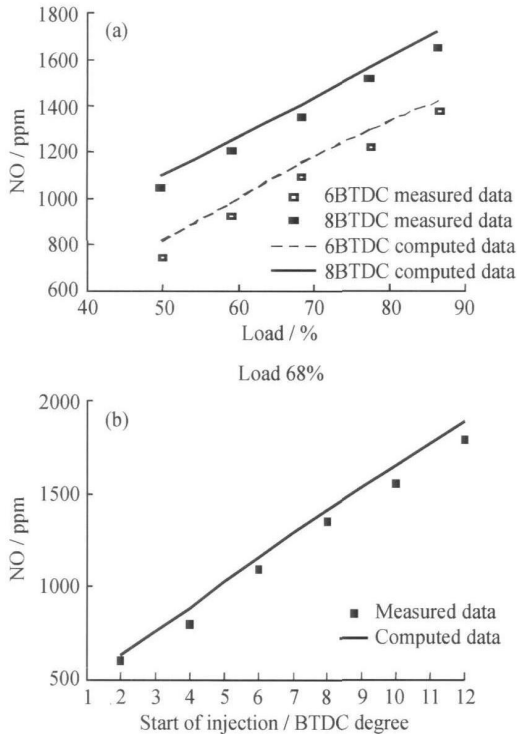 (a)
NO / ppm
1800
1600
1400
1200
1000
800
600
40
50
60
70
80
90
6BTDC measured data
8BTDC measured data
6BTDC computed data
8BTDC computed data
Load / %
Load 68%
(b)
NO / ppm
2000
1500
1000
500
1
2
3
4
5
6
7
8
9
10
11
12
Measured data
Computed data
Start of injection / BTDC degree